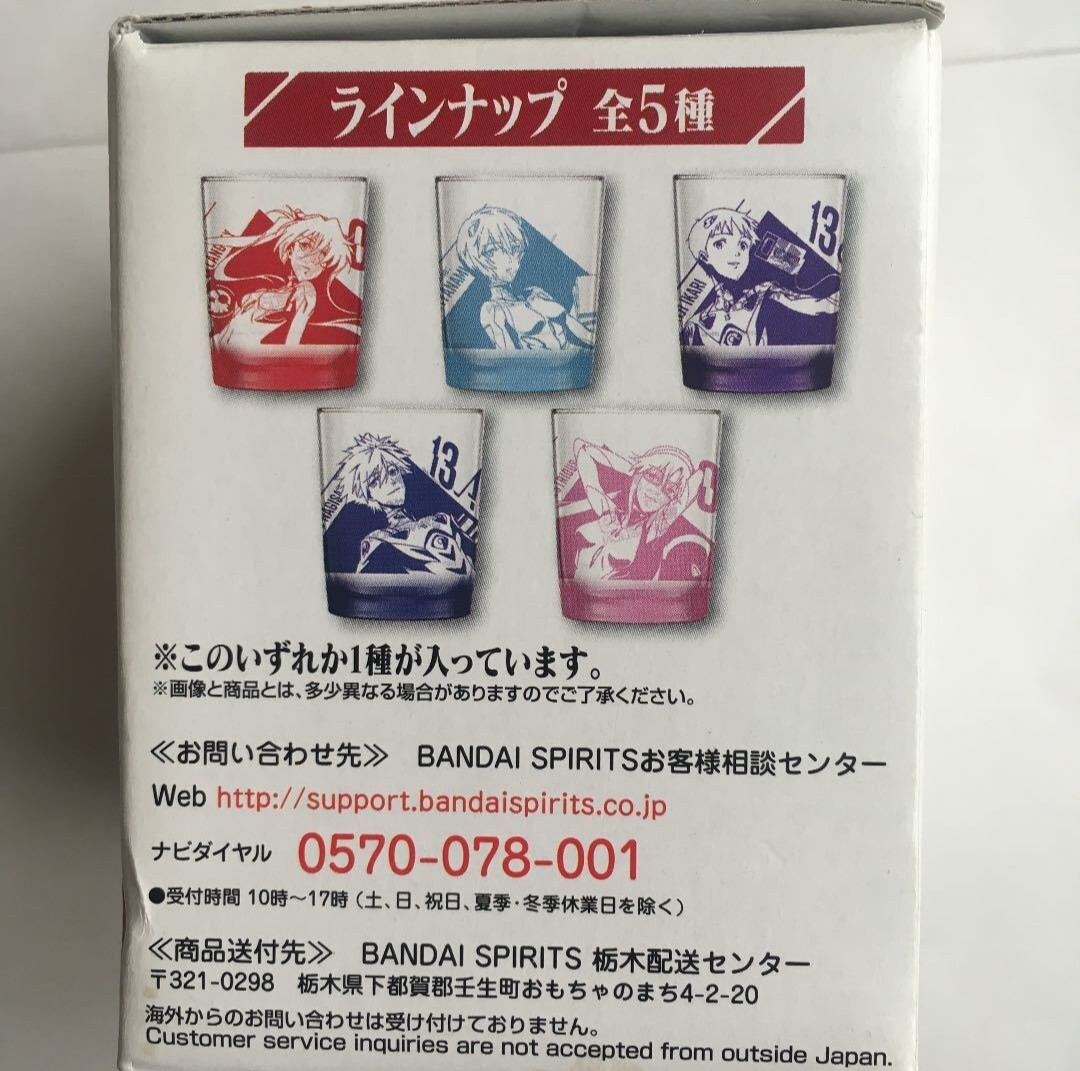 ラインナップ 全5種
13
IKARI
13
NAGISA
※このいずれか1種が入っています。
※画像と商品とは、多少異なる場合がありますのでご了承ください。
≪お問い合わせ先≫ BANDAI SPIRITSお客様相談センター
Web http://support.bandaispirits.co.jp
ナビダイヤル 0570-078-001
●受付時間 10時～17時（土、日、祝日、夏季・冬季休業日を除く）
≪商品送付先≫ BANDAI SPIRITS 栃木配送センター
〒321-0298 栃木県下都賀郡壬生町おもちゃのまち4-2-20
海外からのお問い合わせは受け付けておりません。
Customer service inquiries are not accepted from outside Japan.